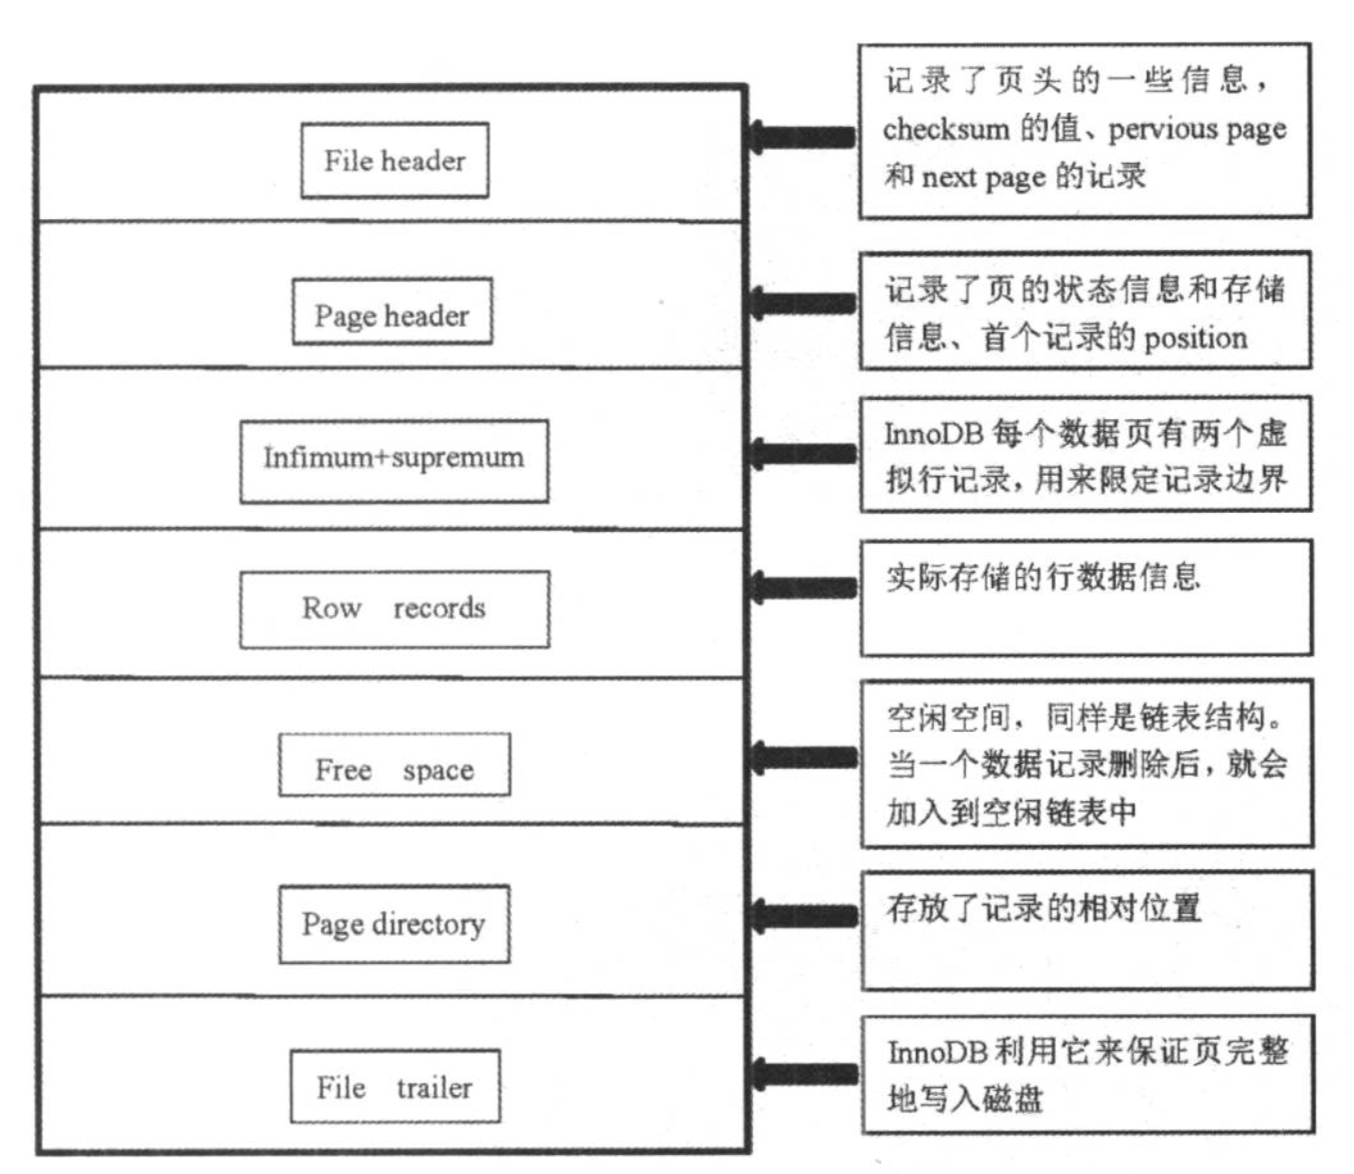 File header
记录了页头的一些信息，
checksum 的值、pervious page
和 next page 的记录
Page header
记录了页的状态信息和存储
信息、首个记录的 position
Infimum+supremum
InnoDB 每个数据页有两个虚
拟行记录，用来限定记录边界
Row records
实际存储的行数据信息
Free space
空闲空间，同样是链表结构。
当一个数据记录删除后，就会
加入到空闲链表中
Page directory
存放了记录的相对位置
File trailer
InnoDB 利用它来保证页完整
地写入磁盘